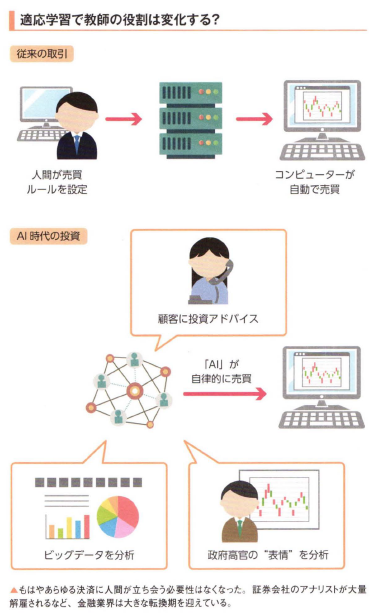 適応学習で教師の役割は変化する？
従来の取引
人間が売買
ルールを設定
コンピューターが
自動で売買
AI時代の投資
顧客に投資アドバイス
「AI」が
自律的に売買
ビッグデータを分析
政府高官の“表情”を分析
▲もはやあらゆる決済に人間が立ち会う必要性はなくなった。証券会社のアナリストが大量
解雇されるなど、金融業界は大きな転換期を迎えている。